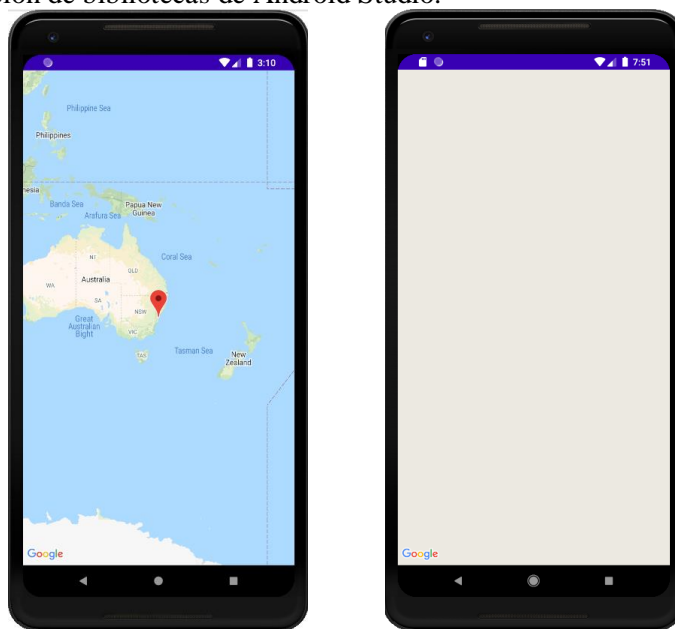 ión de bibliotecas de Android Studio.
3:10
Philippine Sea
Philippines
nesia
Banda Sea
Papua New
Guinea
Arafura Sea
Coral Sea
NT
QLD
WA
Australia
SA
NSW
Great
Australian
Bight
VIC
TAS
Tasman Sea
New
Zealand
Google
7:51
Google